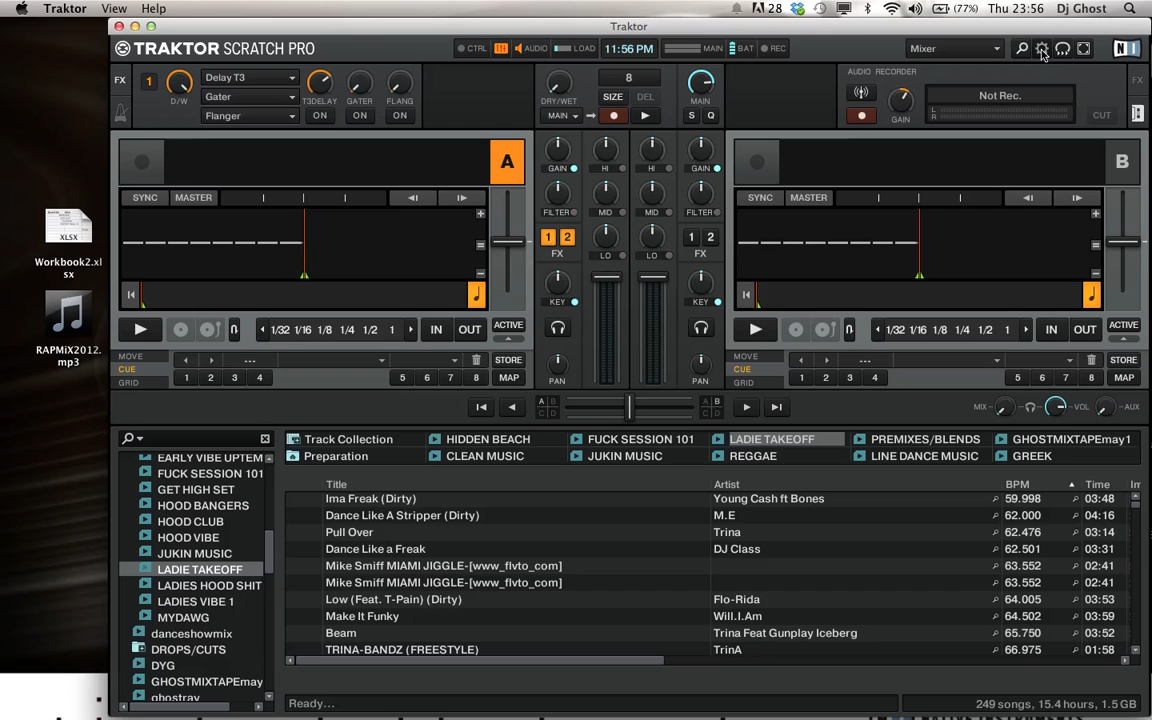 Traktor View Help 28 (77%) Thu 23:56 Dj Ghost
Traktor
TRAKTOR SCRATCH PRO CTRL AUDIO LOAD 11:56 PM MAIN BAT REC Mixer NI
FX 1 D/W Delay T3 Gater Flanger T3DELAY GATER FLANG ON ON ON
DRY/WET MAIN 8 SIZE DEL MAIN S Q
AUDIO RECORDER GAIN Not Rec. L R CUT FX
A
SYNC MASTER
1/32 1/16 1/8 1/4 1/2 1 IN OUT ACTIVE
MOVE CUE GRID --- STORE
1 2 3 4 5 6 7 8 MAP
GAIN HI HI GAIN
FILTER MID MID FILTER
1 2 1 2
FX LO LO FX
KEY KEY
PAN PAN
B
SYNC MASTER
1/32 1/16 1/8 1/4 1/2 1 IN OUT ACTIVE
MOVE CUE GRID --- STORE
1 2 3 4 5 6 7 8 MAP
A B C D A B C D MIX VOL AUX
XLSX
Workbook2.xl
sx
RAPMiX2012.
mp3
EARLY VIBE UPTEM
FUCK SESSION 101
GET HIGH SET
HOOD BANGERS
HOOD CLUB
HOOD VIBE
JUKIN MUSIC
LADIE TAKEOFF
LADIES HOOD SHIT
LADIES VIBE 1
MYDAWG
danceshowmix
DROPS/CUTS
DYG
GHOSTMIXTAPEmay
ghostray
Track Collection HIDDEN BEACH FUCK SESSION 101 LADIE TAKEOFF PREMIXES/BLENDS GHOSTMIXTAPEmay1
Preparation CLEAN MUSIC JUKIN MUSIC REGGAE LINE DANCE MUSIC GREEK
Title Artist BPM Time Im
Ima Freak (Dirty) Young Cash ft Bones 59.998 03:48
Dance Like A Stripper (Dirty) M.E 62.000 04:16
Pull Over Trina 62.476 03:14
Dance Like a Freak DJ Class 62.501 03:31
Mike Smiff MIAMI JIGGLE-[www_flvto_com] 63.552 02:41
Mike Smiff MIAMI JIGGLE-[www_flvto_com] 63.552 02:41
Low (Feat. T-Pain) (Dirty) Flo-Rida 64.005 03:53
Make It Funky Will.I.Am 64.502 03:59
Beam Trina Feat Gunplay Iceberg 65.750 03:52
TRINA-BANDZ (FREESTYLE) TrinA 66.975 01:58
Ready... 249 songs, 15.4 hours, 1.5 GB